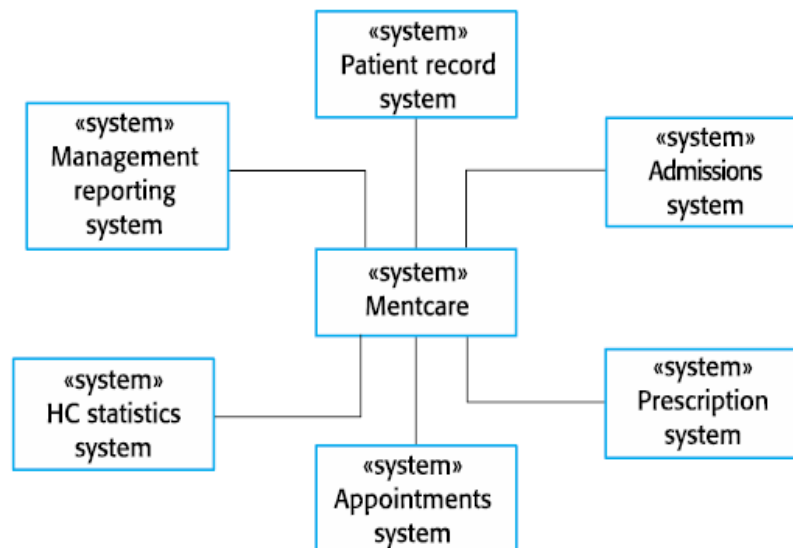 «system»
Patient record
system
«system»
Management
reporting
system
«system»
Admissions
system
«system»
Mentcare
«system»
HC statistics
system
«system»
Prescription
system
«system»
Appointments
system